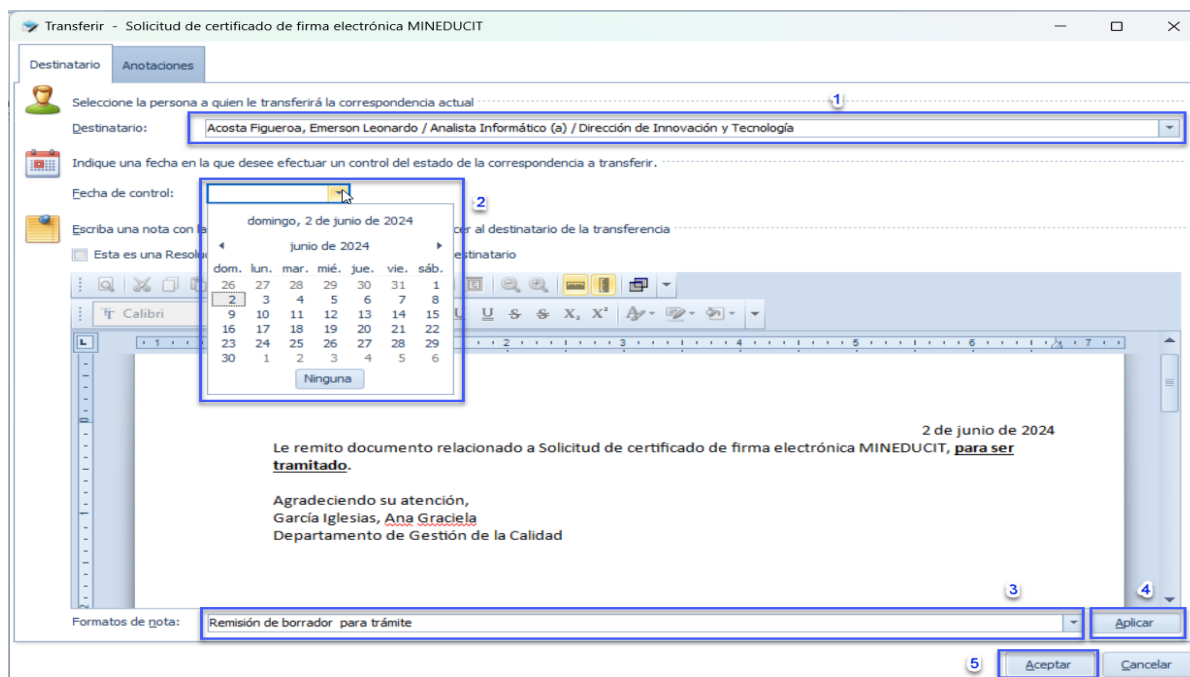 Transferir - Solicitud de certificado de firma electrónica MINEDUCIT
Destinatario Anotaciones
Seleccione la persona a quien le transferirá la correspondencia actual
1
Destinatario: Acosta Figueroa, Emerson Leonardo / Analista Informático (a) / Dirección de Innovación y Tecnología
Indique una fecha en la que desee efectuar un control del estado de la correspondencia a transferir.
Fecha de control:
2
domingo, 2 de junio de 2024
Escriba una nota con la cer al destinatario de la transferencia
junio de 2024
Esta es una Resolu estinatario
dom. lun. mar. mié. jue. vie. sáb.
26 27 28 29 30 31 1
2 3 4 5 6 7 8
9 10 11 12 13 14 15
16 17 18 19 20 21 22
23 24 25 26 27 28 29
30 1 2 3 4 5 6
Ninguna
Calibri
U S S X, X²
L 1 2 3 4 5 6 7
2 de junio de 2024
Le remito documento relacionado a Solicitud de certificado de firma electrónica MINEDUCIT, para ser
tramitado.
Agradeciendo su atención,
García Iglesias, Ana Graciela
Departamento de Gestión de la Calidad
3 4
Formatos de nota: Remisión de borrador para trámite Aplicar
5 Aceptar Cancelar